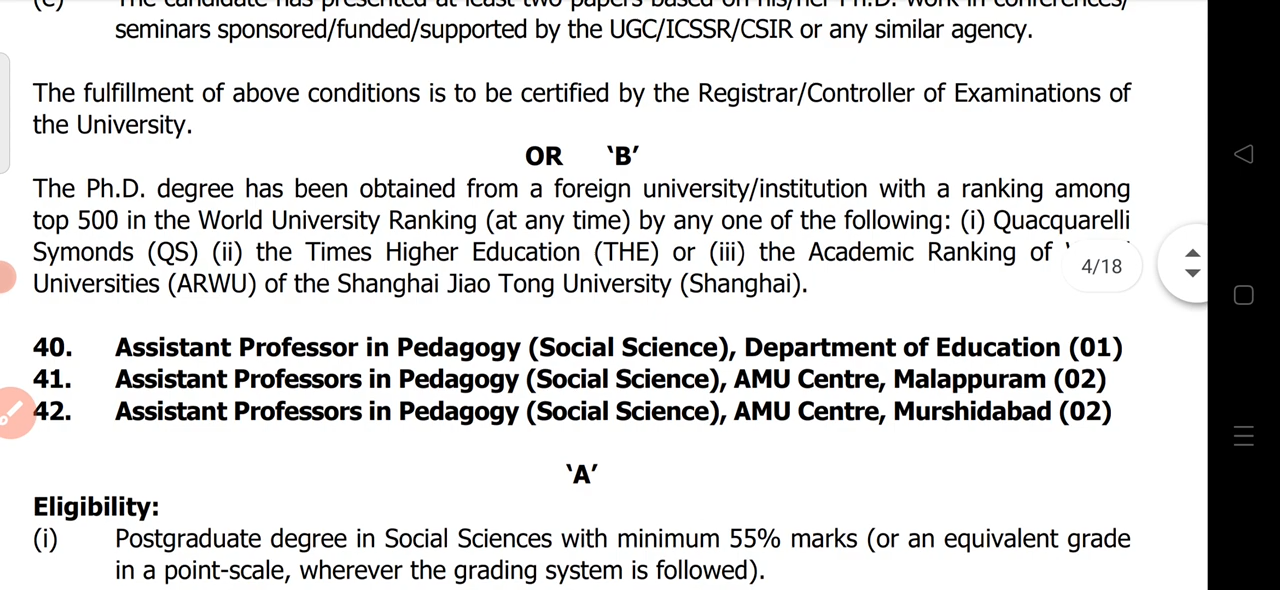 seminars sponsored/funded/supported by the UGC/ICSSR/CSIR or any similar agency.
The fulfillment of above conditions is to be certified by the Registrar/Controller of Examinations of
the University.
OR 'B'
The Ph.D. degree has been obtained from a foreign university/institution with a ranking among
top 500 in the World University Ranking (at any time) by any one of the following: (i) Quacquarelli
Symonds (QS) (ii) the Times Higher Education (THE) or (iii) the Academic Ranking of
4/18
Universities (ARWU) of the Shanghai Jiao Tong University (Shanghai).
40. Assistant Professor in Pedagogy (Social Science), Department of Education (01)
41. Assistant Professors in Pedagogy (Social Science), AMU Centre, Malappuram (02)
42. Assistant Professors in Pedagogy (Social Science), AMU Centre, Murshidabad (02)
'A'
Eligibility:
(i) Postgraduate degree in Social Sciences with minimum 55% marks (or an equivalent grade
in a point-scale, wherever the grading system is followed).